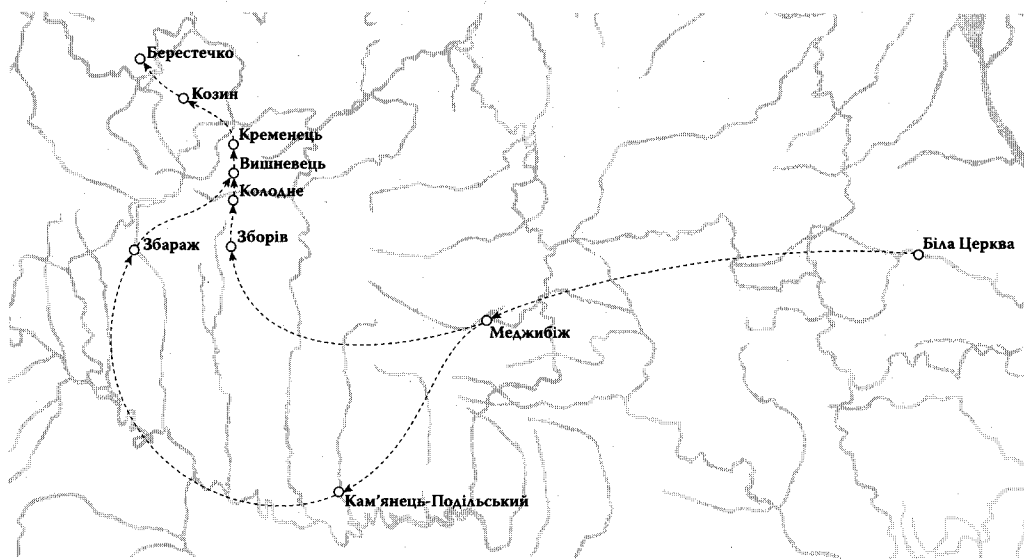 Берестечко
Козин
Кременець
Вишневець
Колодне
Збараж
Зборів
Біла Церква
Меджибіж
Кам'янець-Подільський